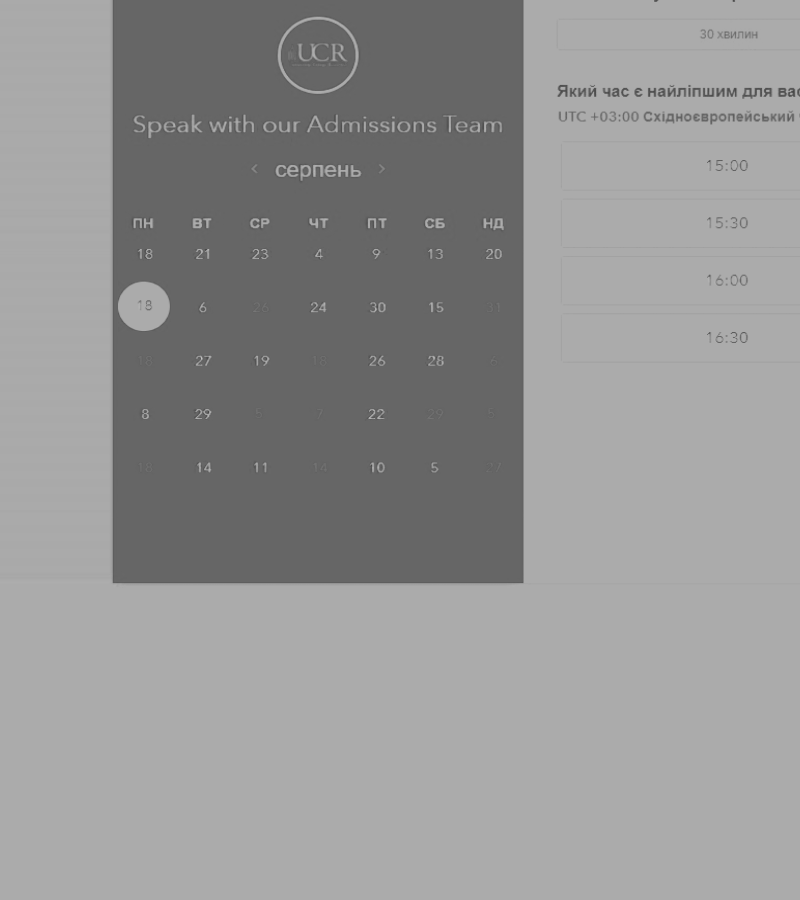 UCR
Speak with our Admissions Team
серпень
ПН ВТ СР ЧТ ПТ СБ НД
18 21 23 4 9 13 20
18 6 26 24 30 15 31
16 27 19 18 26 28 6
8 29 5 7 22 29 5
18 14 11 14 10 5 27
30 хвилин
Який час є найліпшим для вас
UTC +03:00 Східноєвропейський
15:00
15:30
16:00
16:30